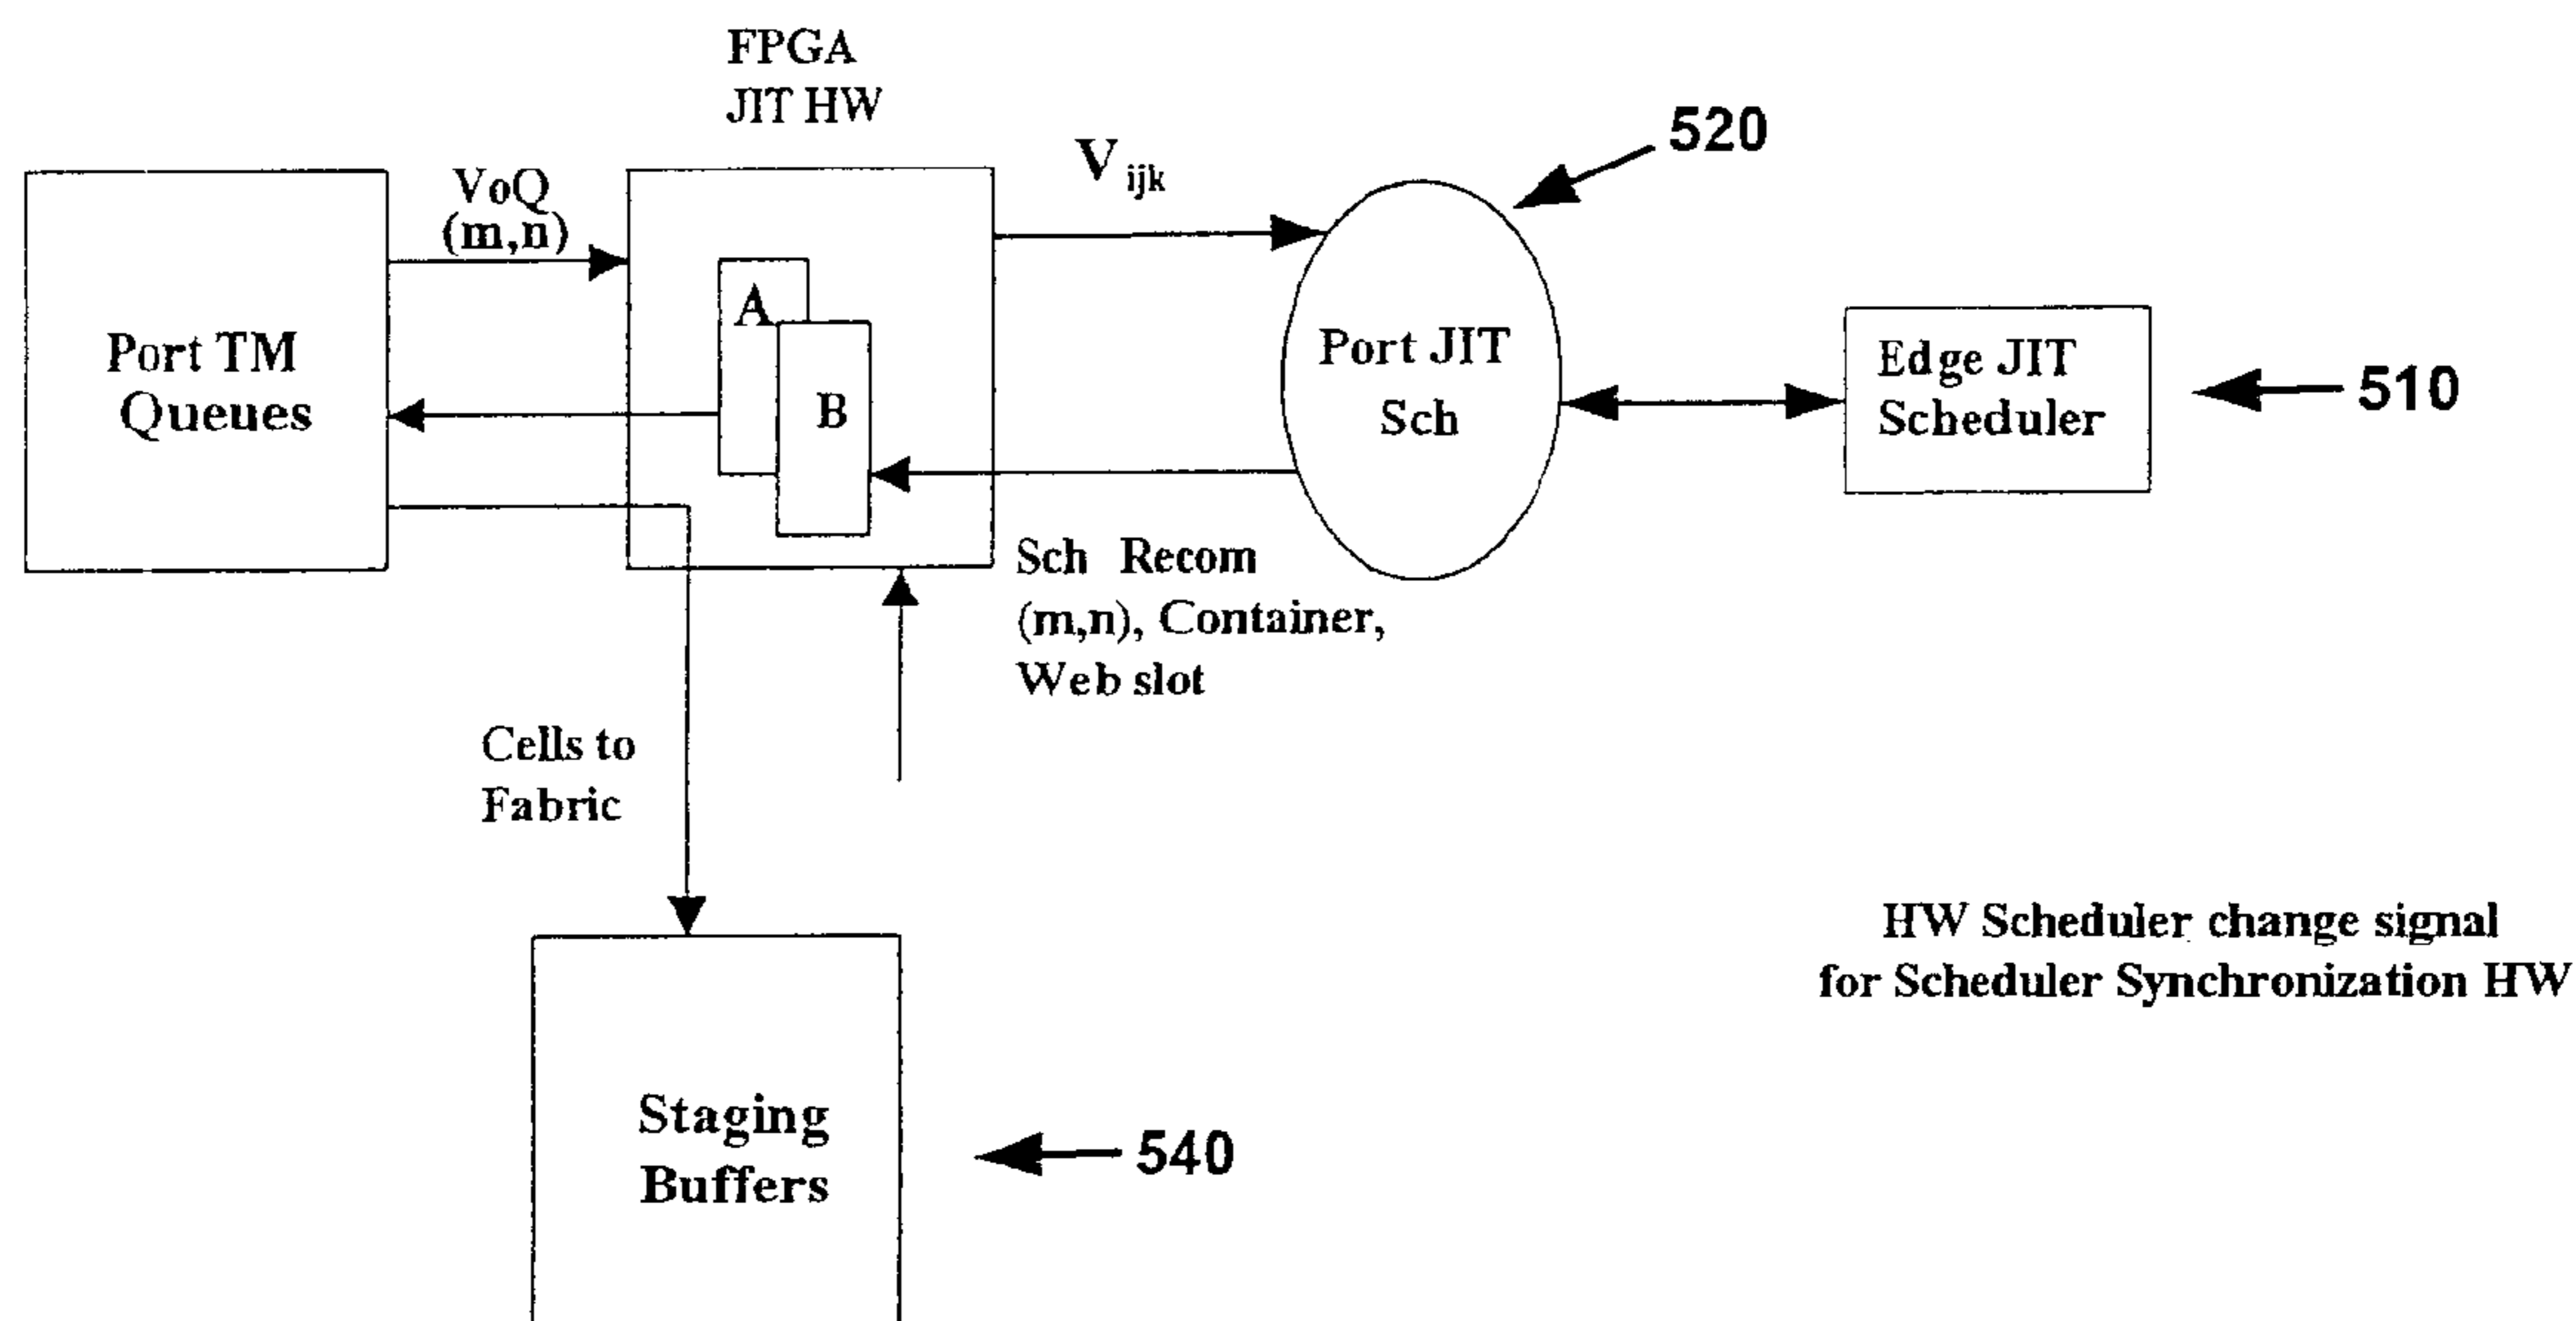 FPGA
JIT HW
VoQ
(m,n)
V ijk
520
A
B
Port TM
Queues
Port JIT
Sch
Edge JIT
Scheduler
510
Sch Recom
(m,n), Container,
Web slot
Cells to
Fabric
HW Scheduler change signal
for Scheduler Synchronization HW
Staging
Buffers
540